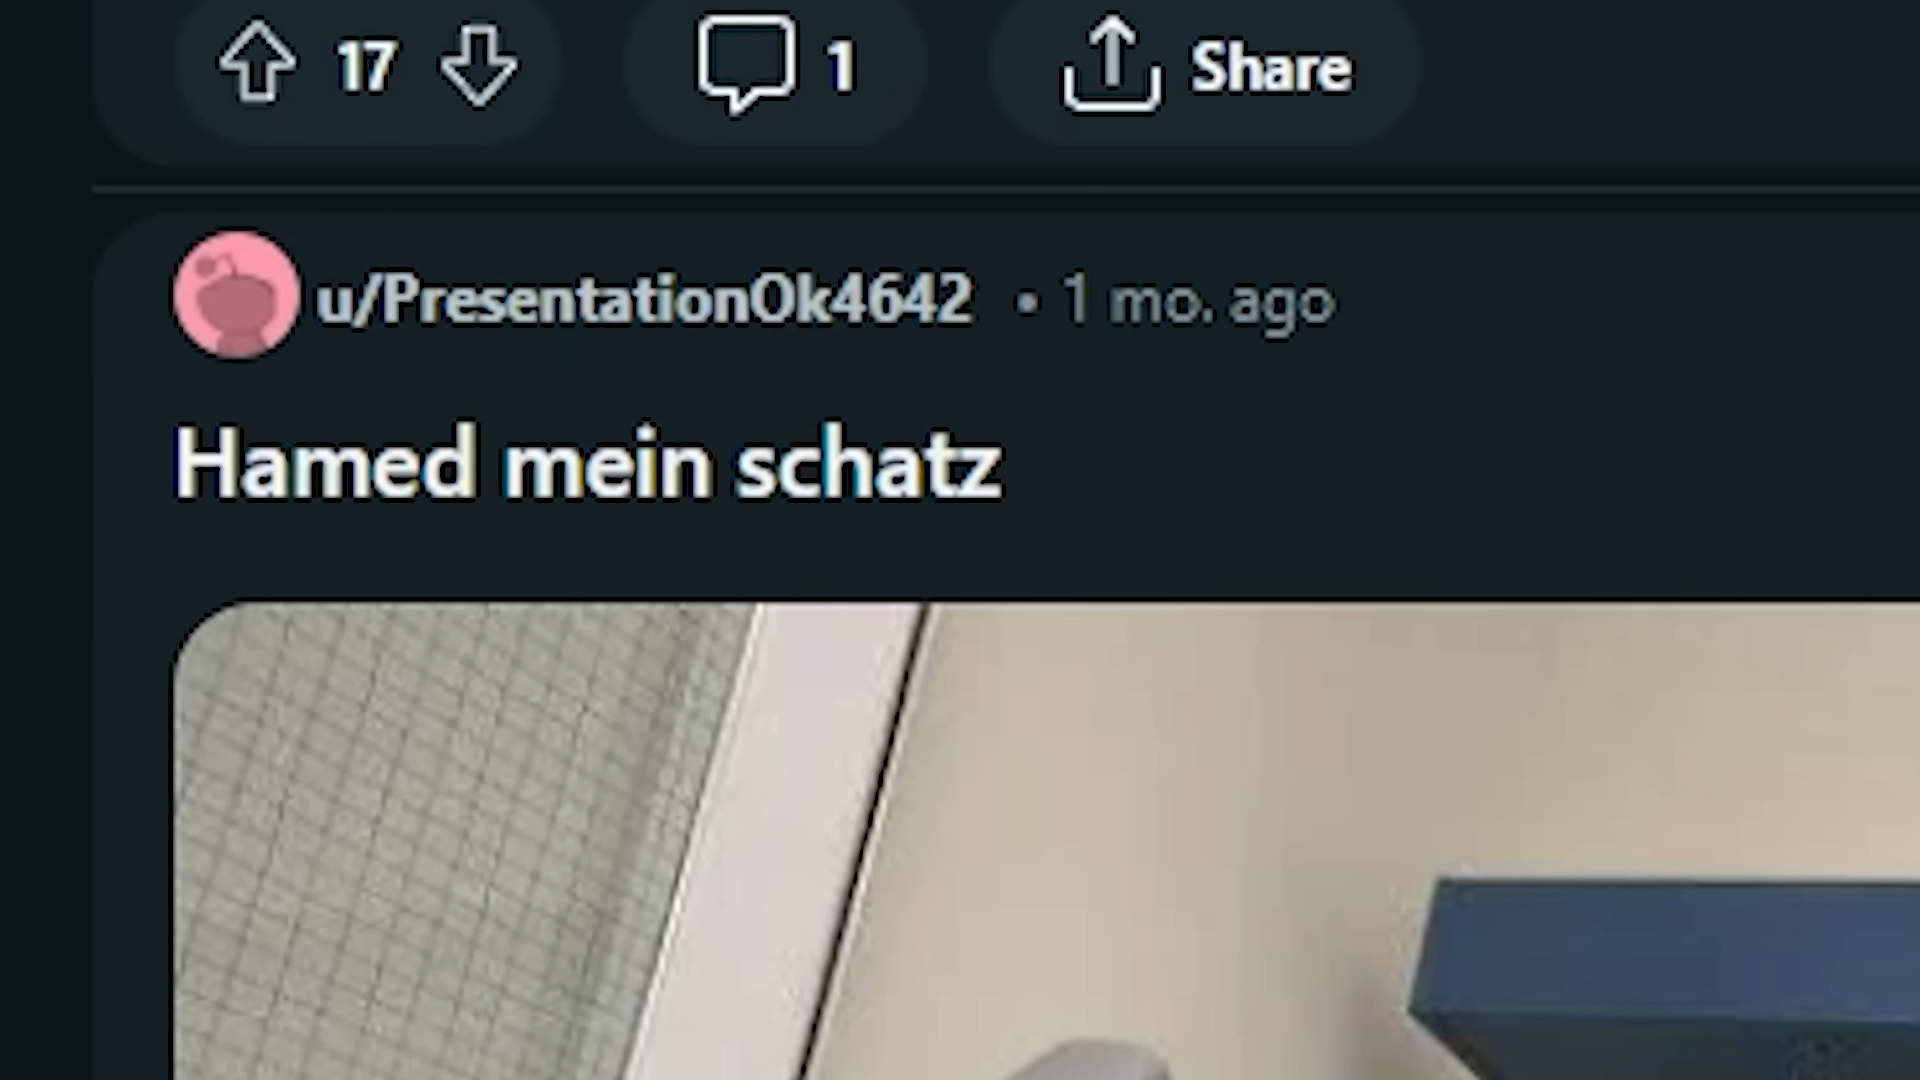 17 1 Share
u/PresentationOk4642 • 1 mo. ago
Hamed mein schatz